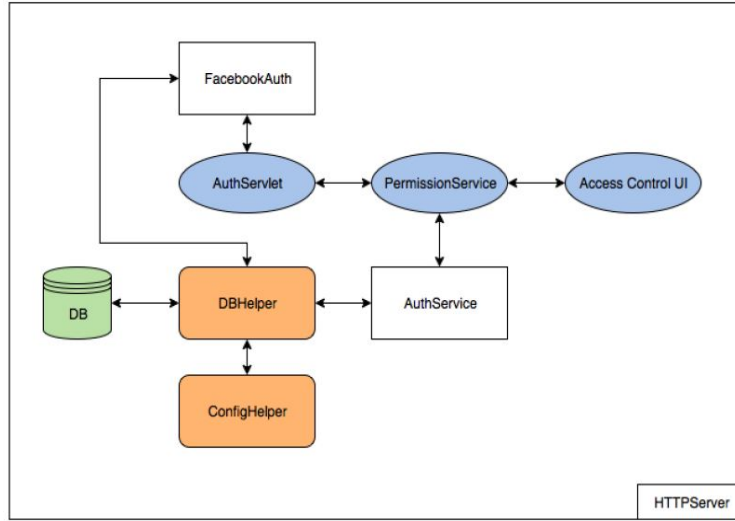 FacebookAuth
AuthServlet
PermissionService
Access Control UI
DB
DBHelper
AuthService
ConfigHelper
HTTPServer